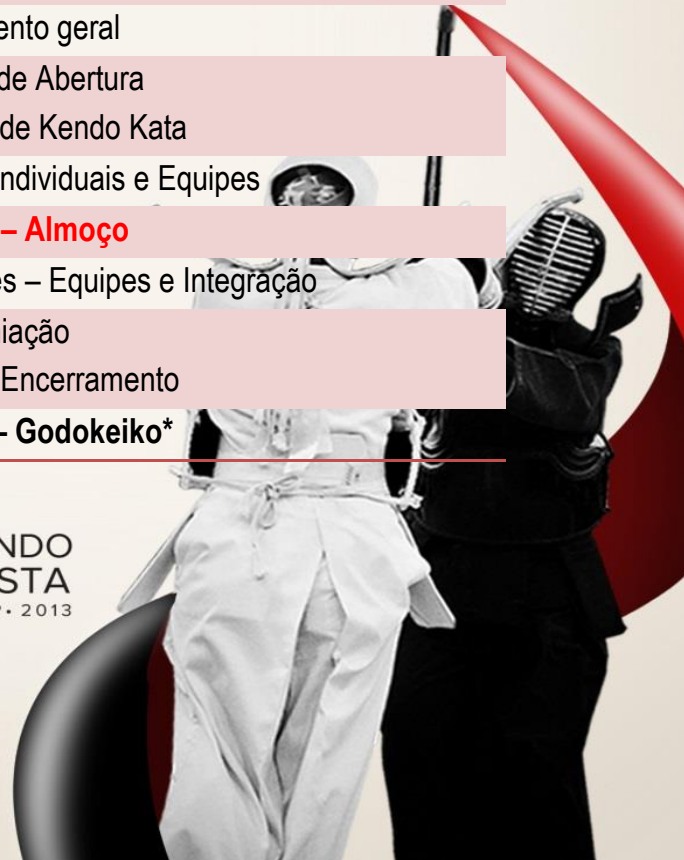 ento geral
de Abertura
de Kendo Kata
ndividuais e Equipes
– Almoço
es – Equipes e Integração
iação
Encerramento
- Godokeiko*
NDO
STA
• 2013